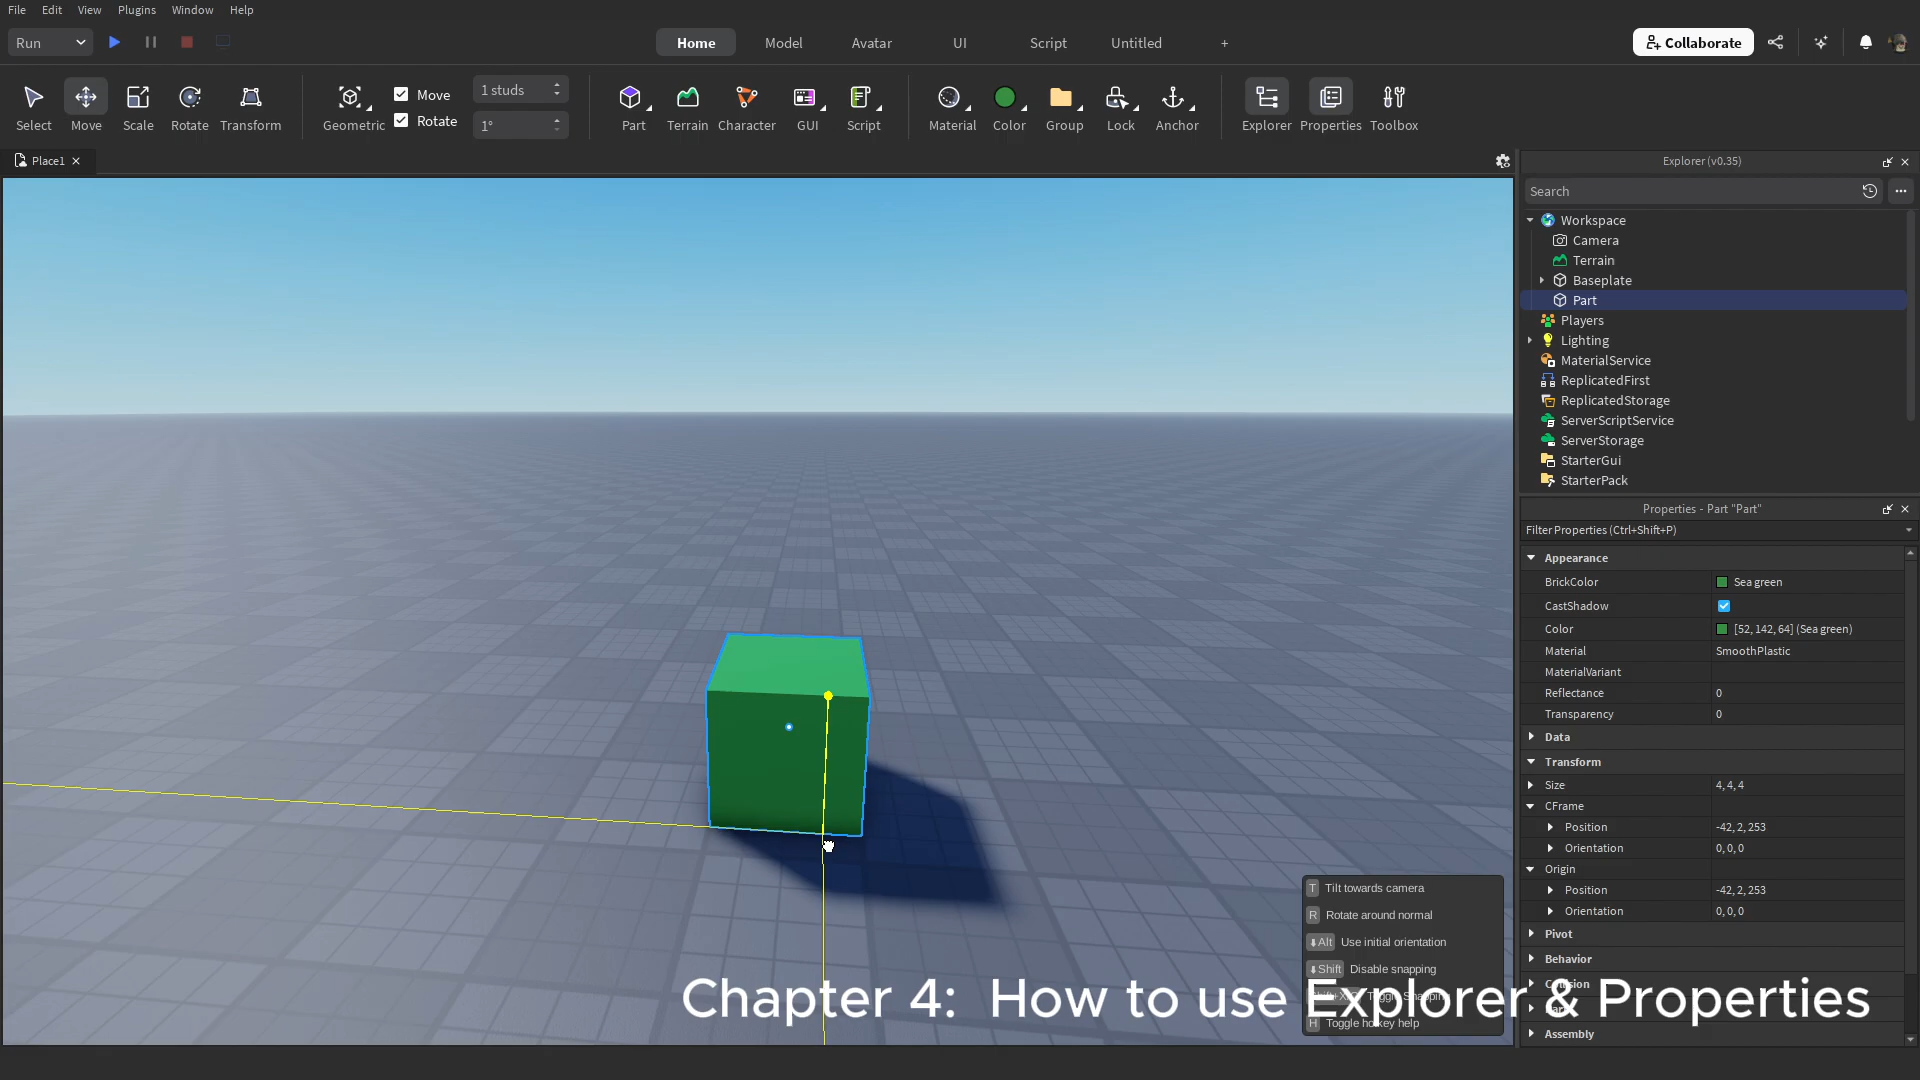 File Edit View Plugins Window Help
Run
Home Model Avatar UI Script Untitled +
Collaborate
Select Move Scale Rotate Transform
Geometric
Move
Rotate
1 studs
1°
Part Terrain Character GUI Script
Material Color Group Lock Anchor
Explorer Properties Toolbox
Place1
Explorer (v0.35)
Search
Workspace
Camera
Terrain
Baseplate
Part
Players
Lighting
MaterialService
ReplicatedFirst
ReplicatedStorage
ServerScriptService
ServerStorage
StarterGui
StarterPack
Properties - Part "Part"
Filter Properties (Ctrl+Shift+P)
Appearance
BrickColor Sea green
CastShadow
Color [52, 142, 64] (Sea green)
Material SmoothPlastic
MaterialVariant
Reflectance 0
Transparency 0
Data
Transform
Size 4, 4, 4
CFrame
Position -42, 2, 253
Orientation 0, 0, 0
Origin
Position -42, 2, 253
Orientation 0, 0, 0
Pivot
Behavior
Collision
Assembly
T Tilt towards camera
R Rotate around normal
Alt Use initial orientation
Shift Disable snapping
H Toggle hotkey help
Chapter 4: How to use Explorer & Properties